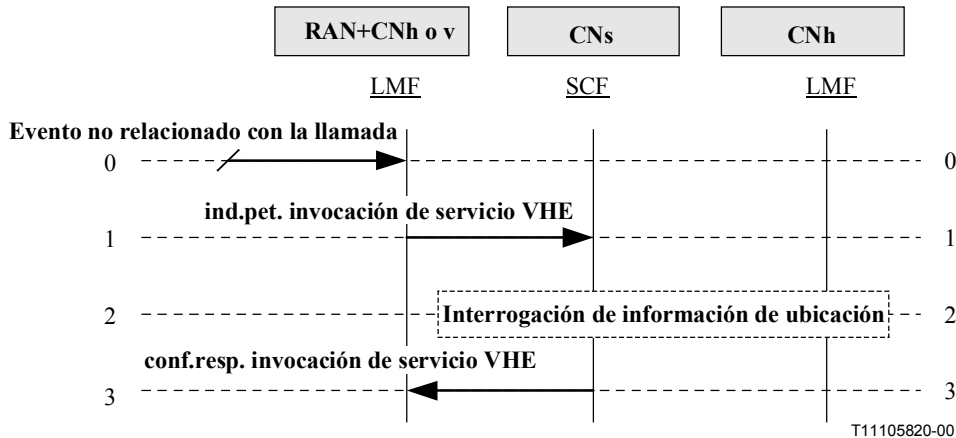 RAN+CNh o v
CNs
CNh
LMF
SCF
LMF
Evento no relacionado con la llamada
0
0
ind.pet. invocación de servicio VHE
1
1
2
Interrogación de información de ubicación
2
conf.resp. invocación de servicio VHE
3
3
T11105820-00